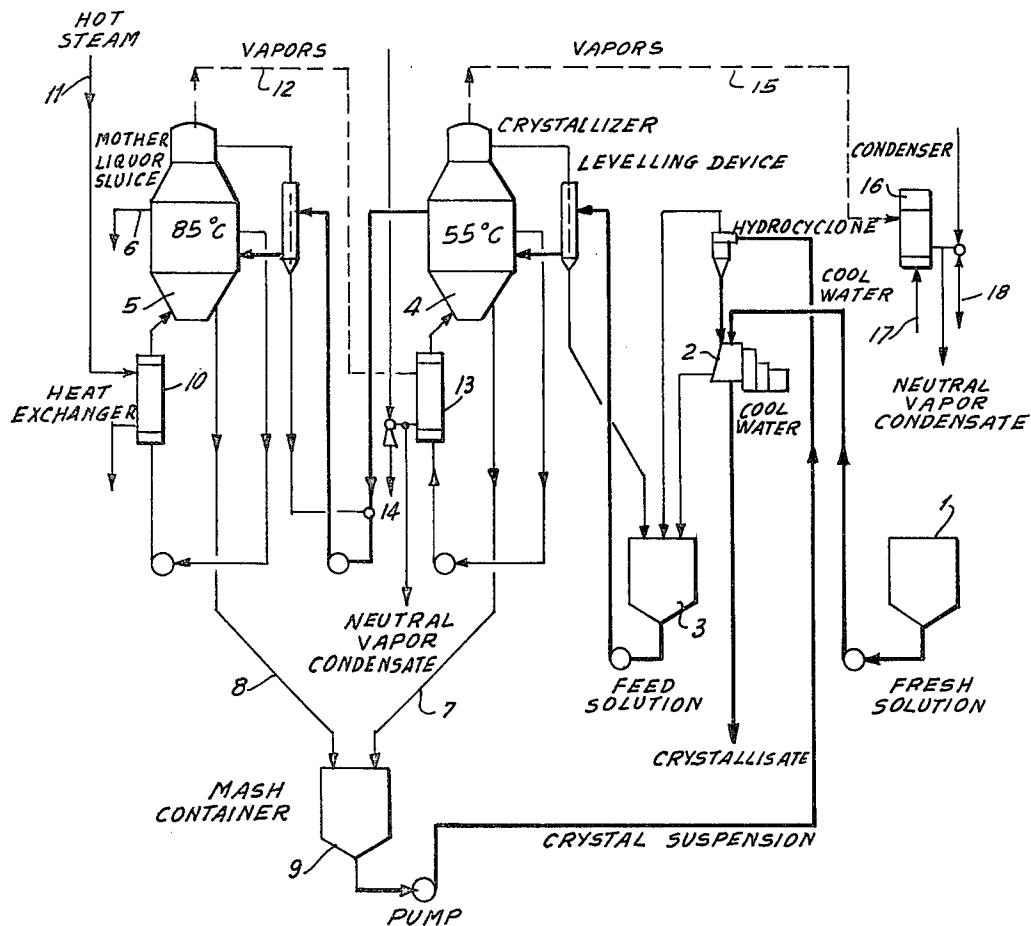 HOT
STEAM
11
VAPORS
12
VAPORS
15
MOTHER
LIQUOR
SLUICE
CRYSTALLIZER
LEVELLING DEVICE
CONDENSER
16
6
85°C
55°C
HYDROCYCLONE
5
4
COOL
WATER
17
18
2
10
13
HEAT
EXCHANGER
COOL
WATER
NEUTRAL
VAPOR
CONDENSATE
14
1
3
NEUTRAL
VAPOR
CONDENSATE
8
7
FEED
SOLUTION
FRESH
SOLUTION
CRYSTALLISATE
MASH
CONTAINER
9
CRYSTAL SUSPENSION
PUMP